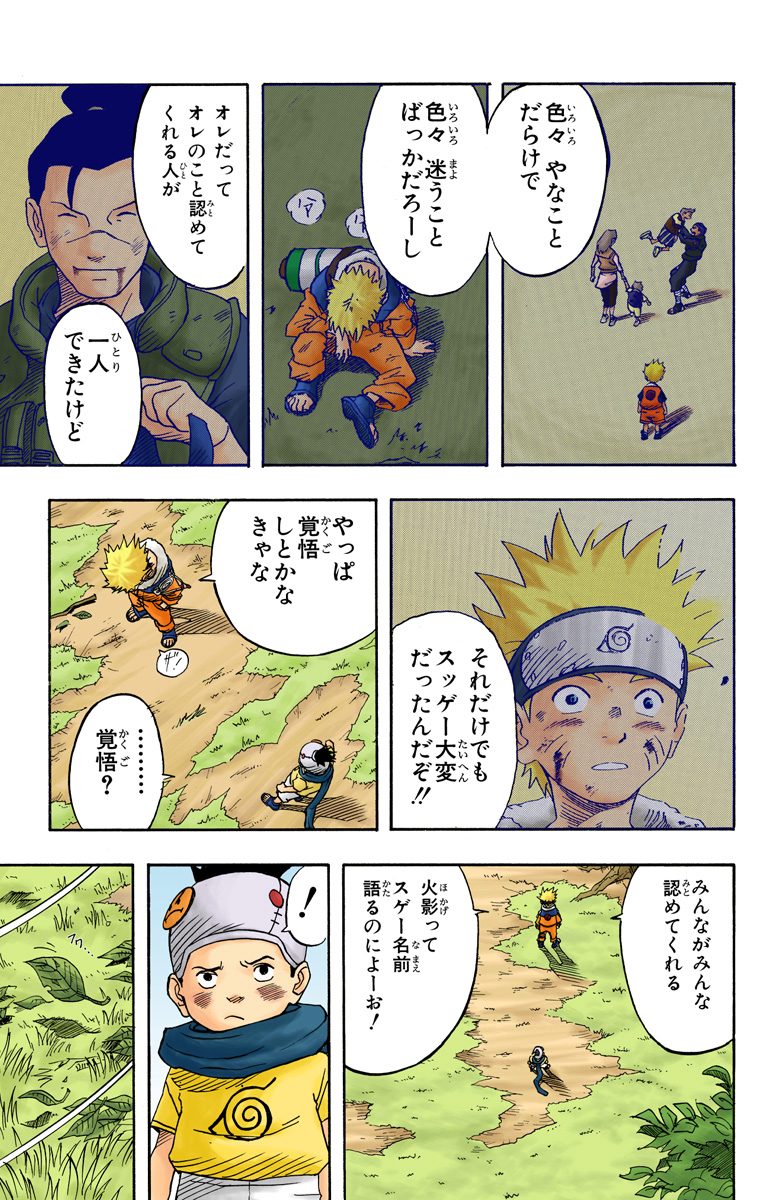 色々やなこと
だらけで
色々迷うこと
ばっかだろーし
オレだって
オレのこと認めて
くれる人が
一人
できたけど
それだけでも
スッゲー大変
だったんだぞ!!
やっぱ
覚悟
しとかな
きゃな
ザ!
………
覚悟?
みんながみんな
認めてくれる
火影って
スゲー名前
語るのによーお!
!